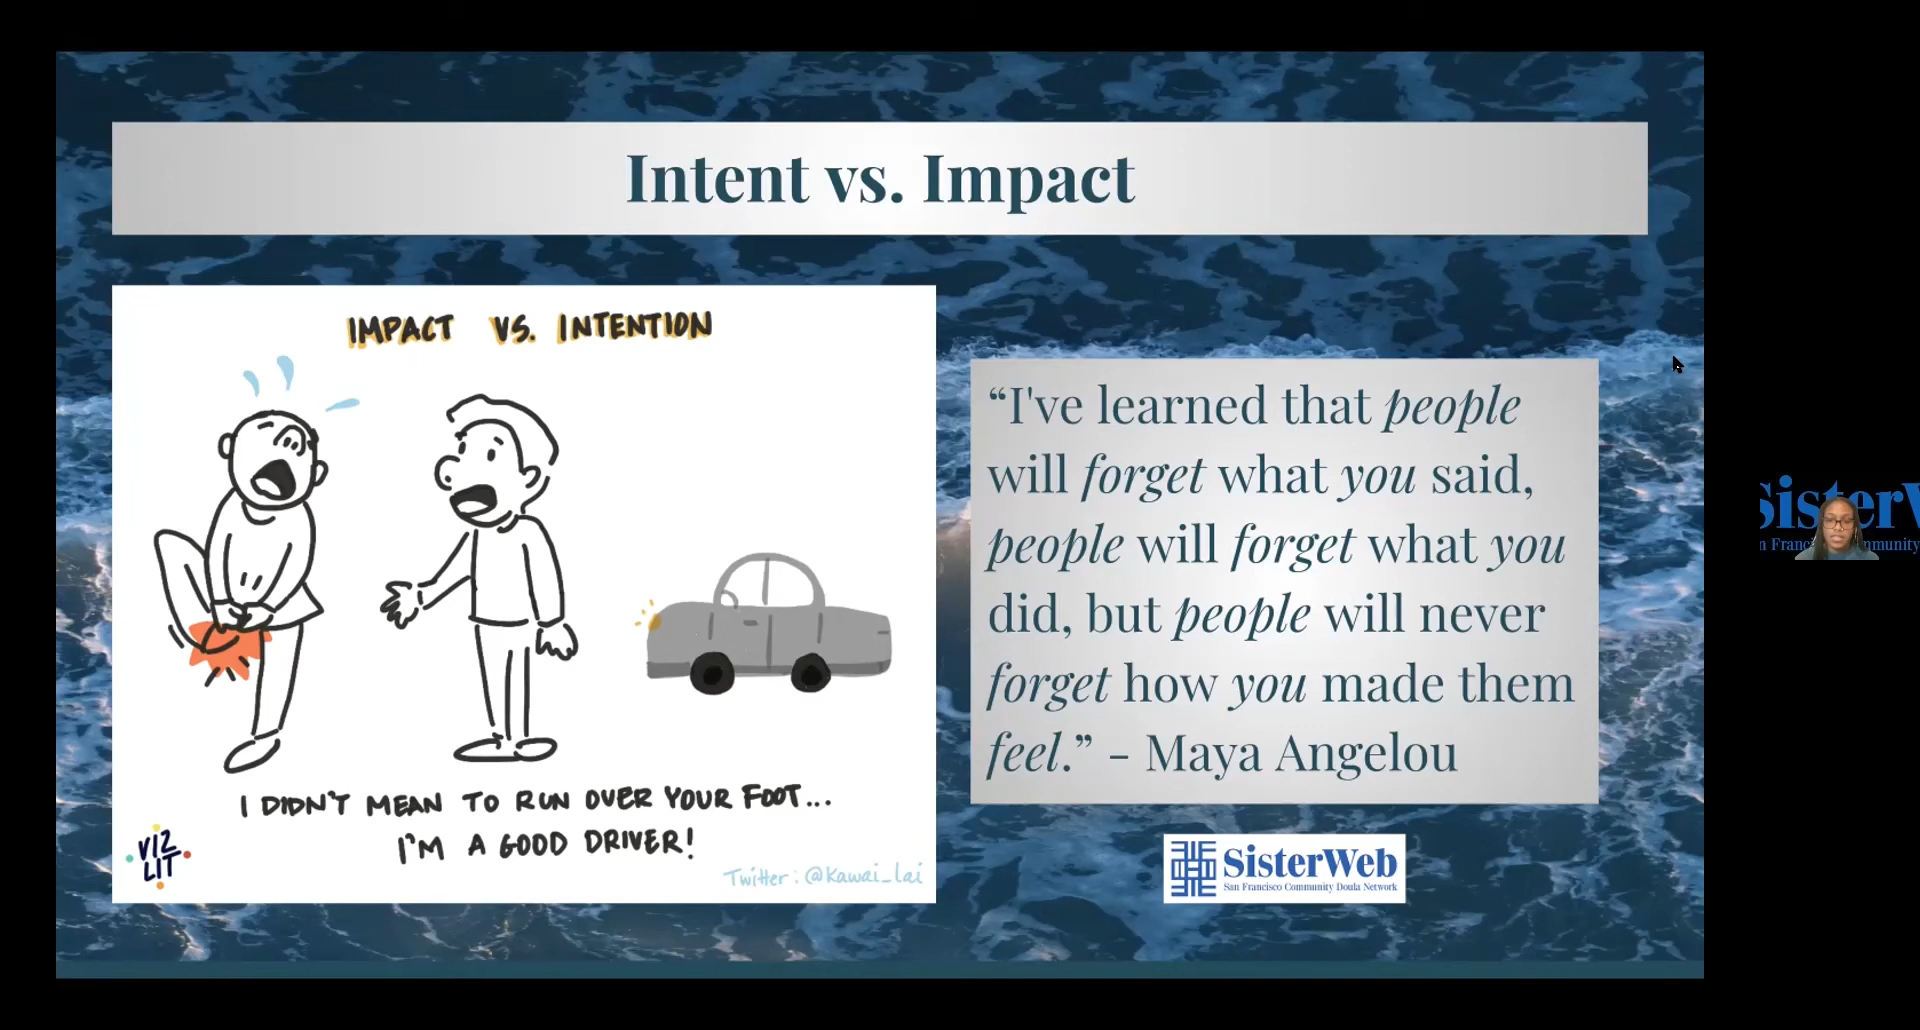 Intent vs. Impact
IMPACT VS. INTENTION
I DIDN'T MEAN TO RUN OVER YOUR FOOT...
I'M A GOOD DRIVER!
VIZ
LIT
Twitter: @Kawai_lai
“I've learned that people
will forget what you said,
people will forget what you
did, but people will never
forget how you made them
feel.” - Maya Angelou
SisterWeb
San Francisco Community Doula Network